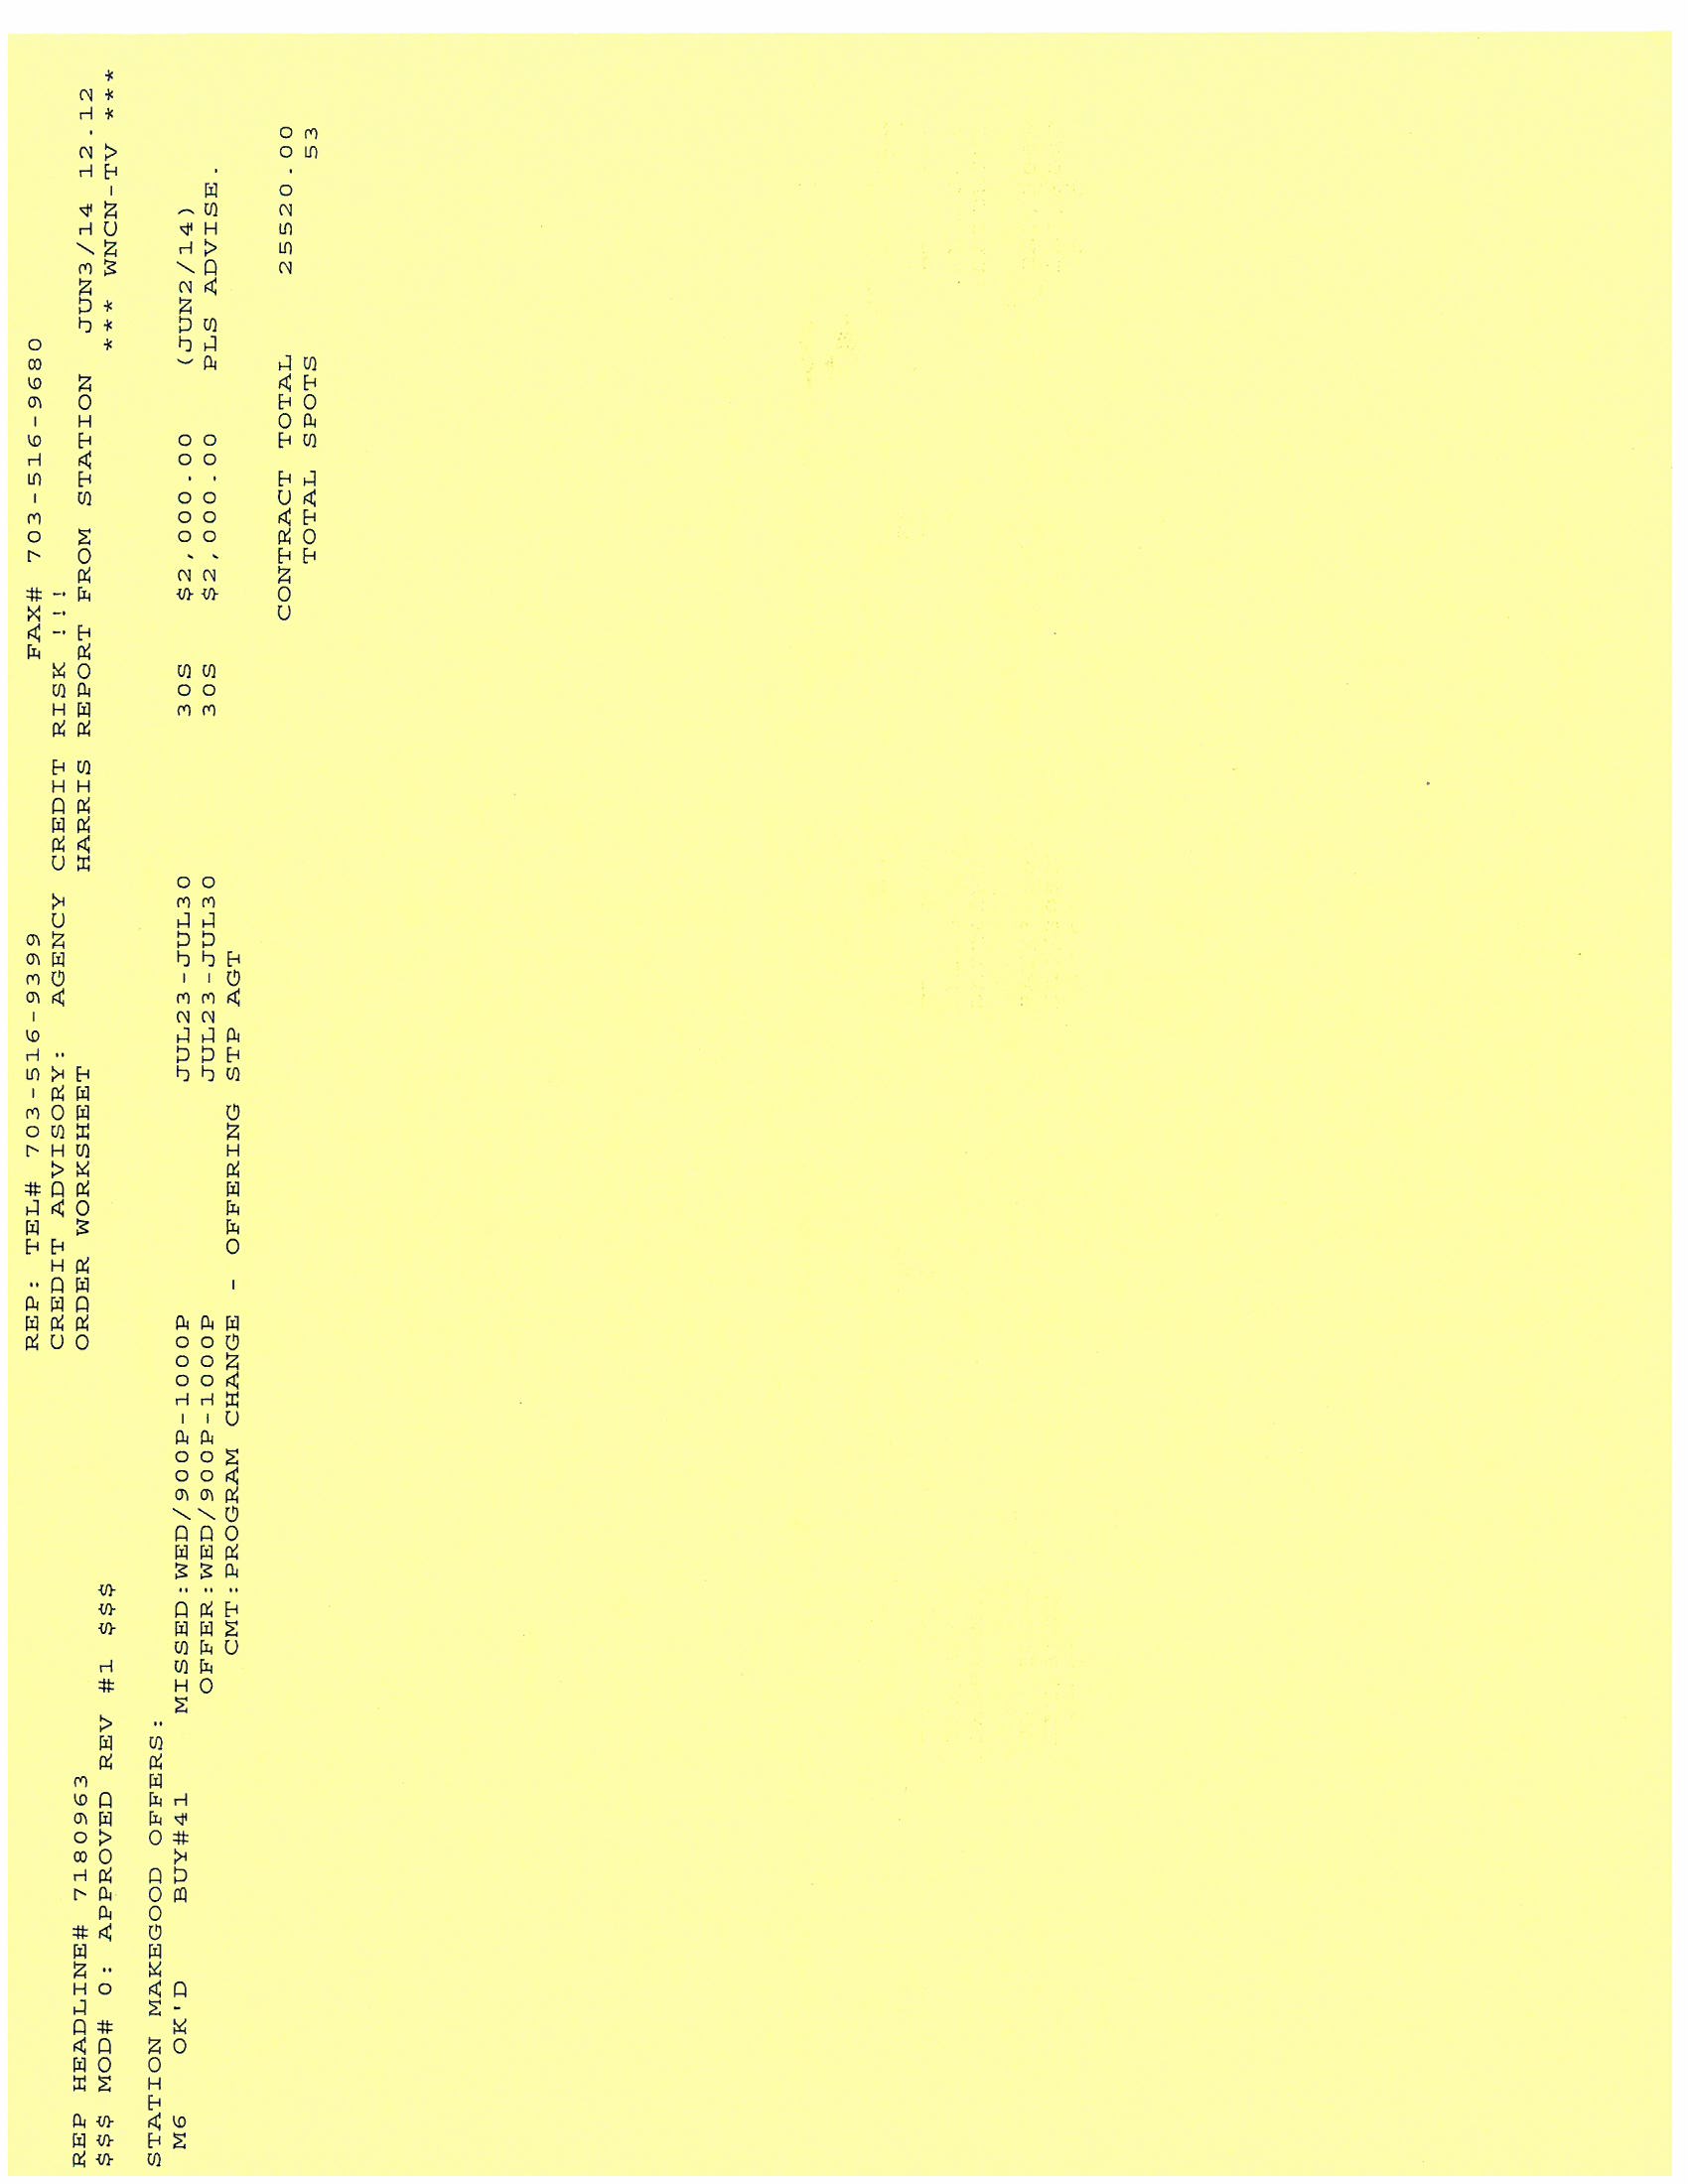 REP: TEL# 703-516-9399 FAX# 703-516-9680
CREDIT ADVISORY: AGENCY CREDIT RISK !!!
REP HEADLINE# 7180963 ORDER WORKSHEET HARRIS REPORT FROM STATION JUN3/14 12.12
$$$ MOD# 0: APPROVED REV #1 $$$ *** WNCN-TV ***
STATION MAKEGOOD OFFERS:
M6 OK'D BUY#41 MISSED:WED/900P-1000P JUL23-JUL30 30S $2,000.00 (JUN2/14)
OFFER:WED/900P-1000P JUL23-JUL30 30S $2,000.00 PLS ADVISE.
CMT:PROGRAM CHANGE - OFFERING STP AGT
CONTRACT TOTAL 25520.00
TOTAL SPOTS 53